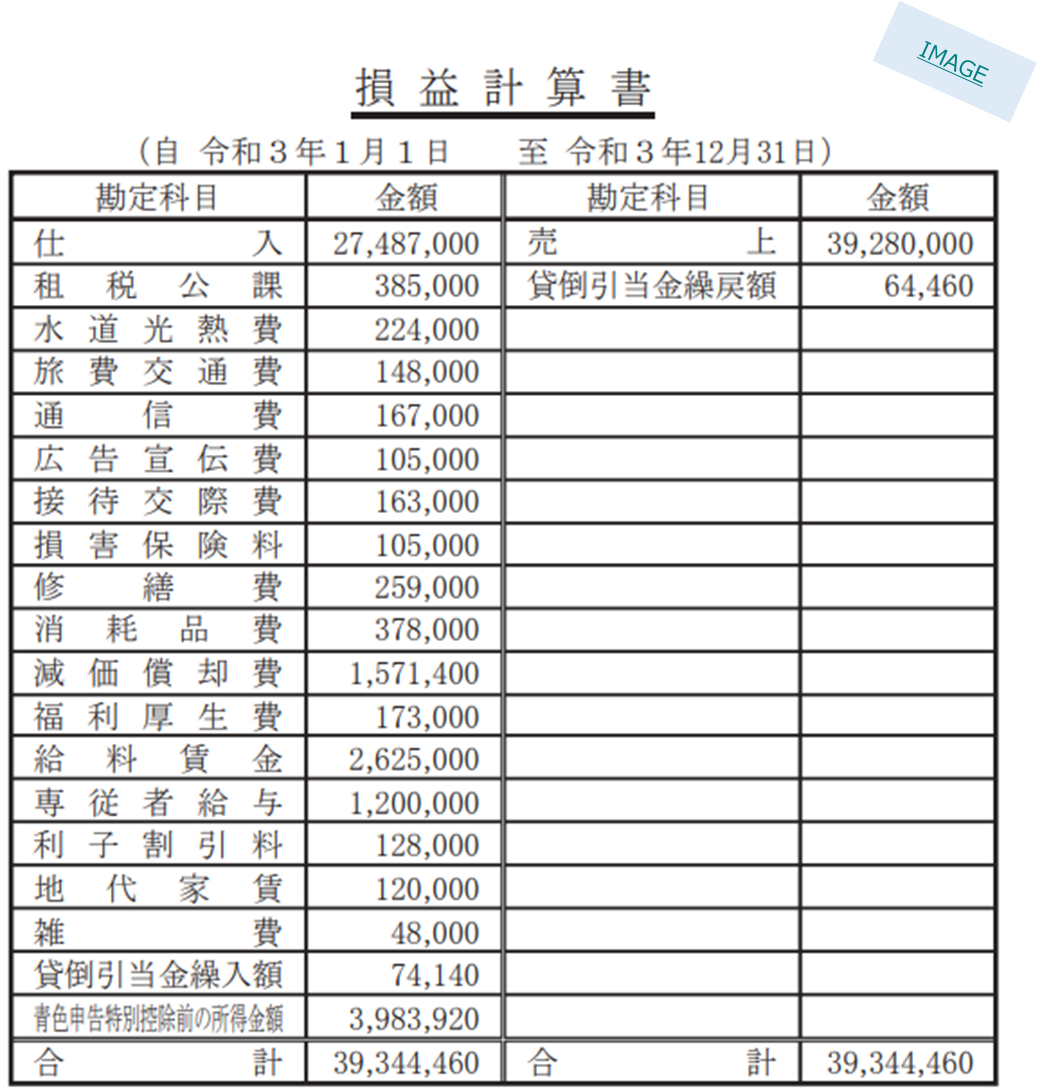 IMAGE
損益計算書
（自 令和３年１月１日　至 令和３年12月31日）
勘定科目 金額 勘定科目 金額
仕入 27,487,000 売上 39,280,000
租税公課 385,000 貸倒引当金繰戻額 64,460
水道光熱費 224,000
旅費交通費 148,000
通信費 167,000
広告宣伝費 105,000
接待交際費 163,000
損害保険料 105,000
修繕費 259,000
消耗品費 378,000
減価償却費 1,571,400
福利厚生費 173,000
給料賃金 2,625,000
専従者給与 1,200,000
利子割引料 128,000
地代家賃 120,000
雑費 48,000
貸倒引当金繰入額 74,140
青色申告特別控除前の所得金額 3,983,920
合計 39,344,460 合計 39,344,460